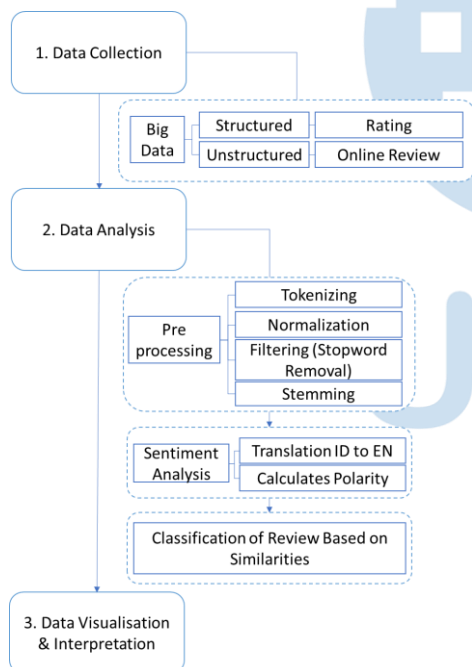 1. Data Collection
Big
Data
Structured
Rating
Unstructured
Online Review
2. Data Analysis
Pre
processing
Tokenizing
Normalization
Filtering (Stopword
Removal)
Stemming
Sentiment
Analysis
Translation ID to EN
Calculates Polarity
Classification of Review Based on
Similarities
3. Data Visualisation
& Interpretation